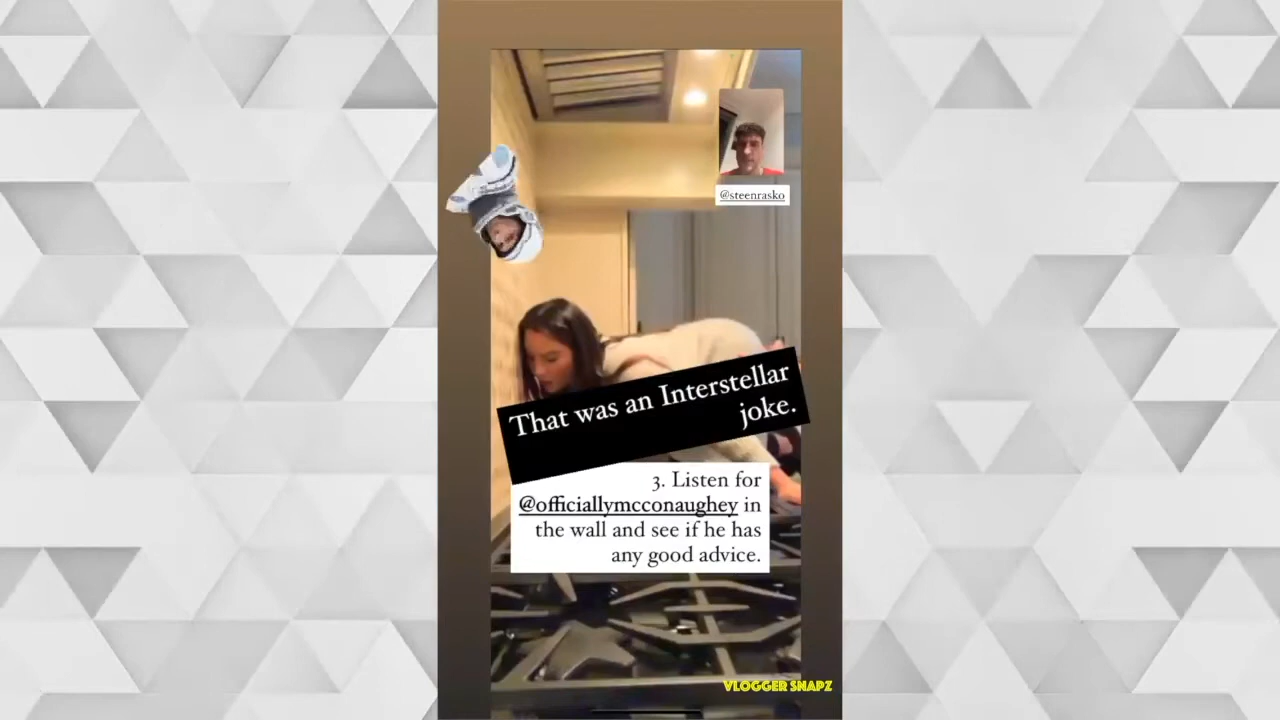 @steenrasko
That was an Interstellar
joke.
3. Listen for
@officiallymcconaughey in
the wall and see if he has
any good advice.
VLOGGER SNAPZ